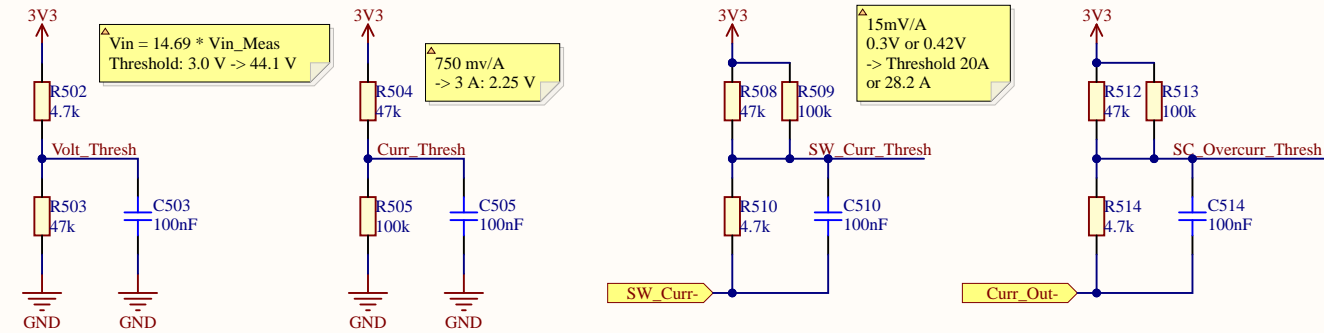 3V3
Vin = 14.69 * Vin_Meas
Threshold: 3.0 V -> 44.1 V
R502
4.7k
Volt_Thresh
R503
47k
C503
100nF
GND
GND
3V3
750 mv/A
-> 3 A: 2.25 V
R504
47k
Curr_Thresh
R505
100k
C505
100nF
GND
GND
3V3
15mV/A
0.3V or 0.42V
-> Threshold 20A
or 28.2 A
R508
47k
R509
100k
SW_Curr_Thresh
R510
4.7k
C510
100nF
SW_Curr-
3V3
R512
47k
R513
100k
SC_Overcurr_Thresh
R514
4.7k
C514
100nF
Curr_Out-